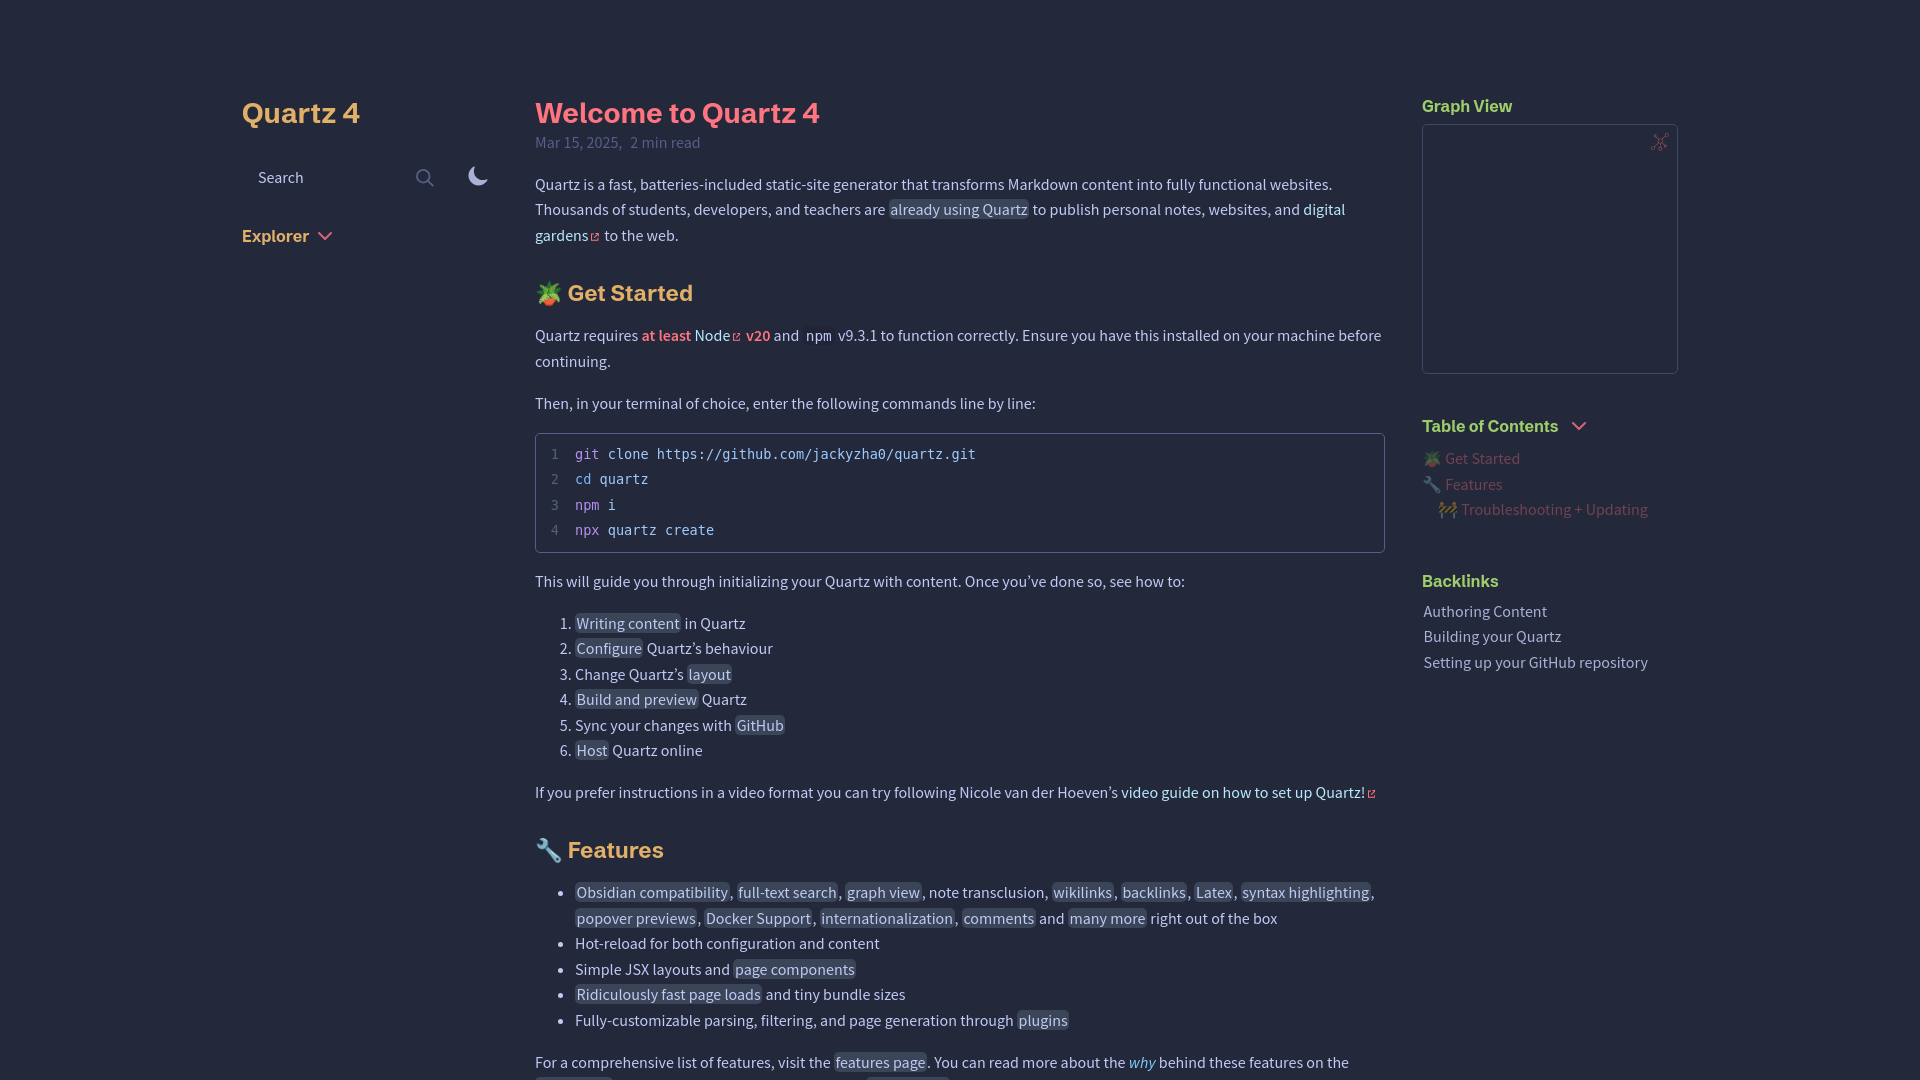 Quartz 4
Search
Explorer
Welcome to Quartz 4
Mar 15, 2025, 2 min read
Quartz is a fast, batteries-included static-site generator that transforms Markdown content into fully functional websites.
Thousands of students, developers, and teachers are already using Quartz to publish personal notes, websites, and digital
gardens to the web.
🪴 Get Started
Quartz requires at least Node v20 and npm v9.3.1 to function correctly. Ensure you have this installed on your machine before
continuing.
Then, in your terminal of choice, enter the following commands line by line:
1 git clone https://github.com/jackyzha0/quartz.git
2 cd quartz
3 npm i
4 npx quartz create
This will guide you through initializing your Quartz with content. Once you’ve done so, see how to:
1. Writing content in Quartz
2. Configure Quartz’s behaviour
3. Change Quartz’s layout
4. Build and preview Quartz
5. Sync your changes with GitHub
6. Host Quartz online
If you prefer instructions in a video format you can try following Nicole van der Hoeven’s video guide on how to set up Quartz!
🔧 Features
• Obsidian compatibility, full-text search, graph view, note transclusion, wikilinks, backlinks, Latex, syntax highlighting,
popover previews, Docker Support, internationalization, comments and many more right out of the box
• Hot-reload for both configuration and content
• Simple JSX layouts and page components
• Ridiculously fast page loads and tiny bundle sizes
• Fully-customizable parsing, filtering, and page generation through plugins
For a comprehensive list of features, visit the features page. You can read more about the why behind these features on the
Graph View
Table of Contents
🪴 Get Started
🔧 Features
🚧 Troubleshooting + Updating
Backlinks
Authoring Content
Building your Quartz
Setting up your GitHub repository